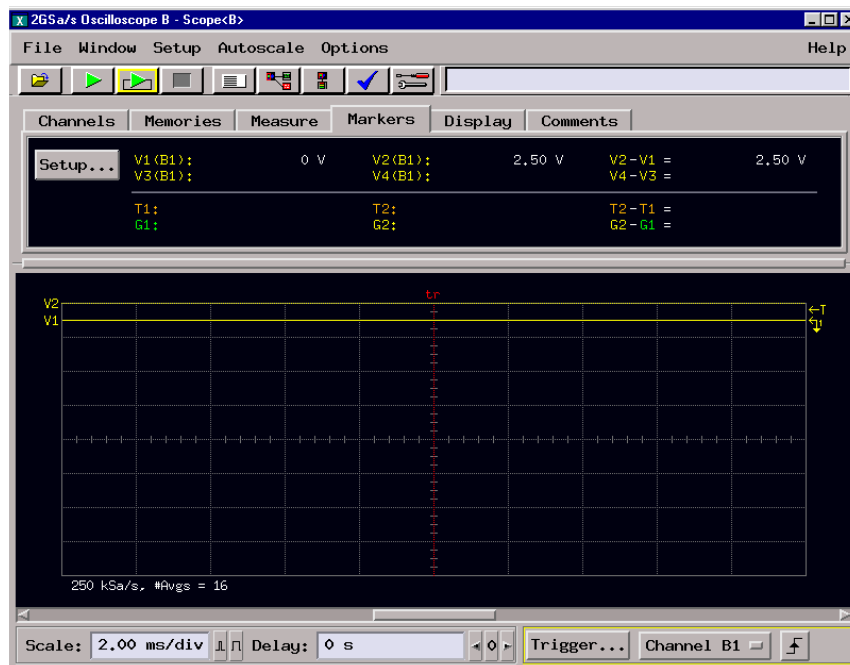 2GSa/s Oscilloscope B - Scope<B>
File Window Setup Autoscale Options Help
Channels Memories Measure Markers Display Comments
Setup... V1(B1): 0 V V2(B1): 2.50 V V2-V1 = 2.50 V
V3(B1): V4(B1): V4-V3 =
T1: T2: T2-T1 =
G1: G2: G2-G1 =
tr
V2
T
V1
1
250 kSa/s, #Avgs = 16
Scale: 2.00 ms/div Delay: 0 s 0 Trigger... Channel B1